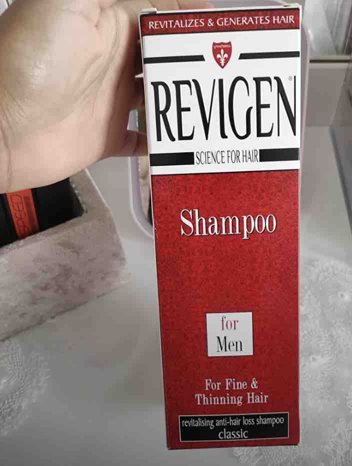 REVITALIZES & GENERATES HAIR
REVIGEN®
SCIENCE FOR HAIR
Shampoo
for
Men
For Fine &
Thinning Hair
revitalising anti-hair loss shampoo
classic